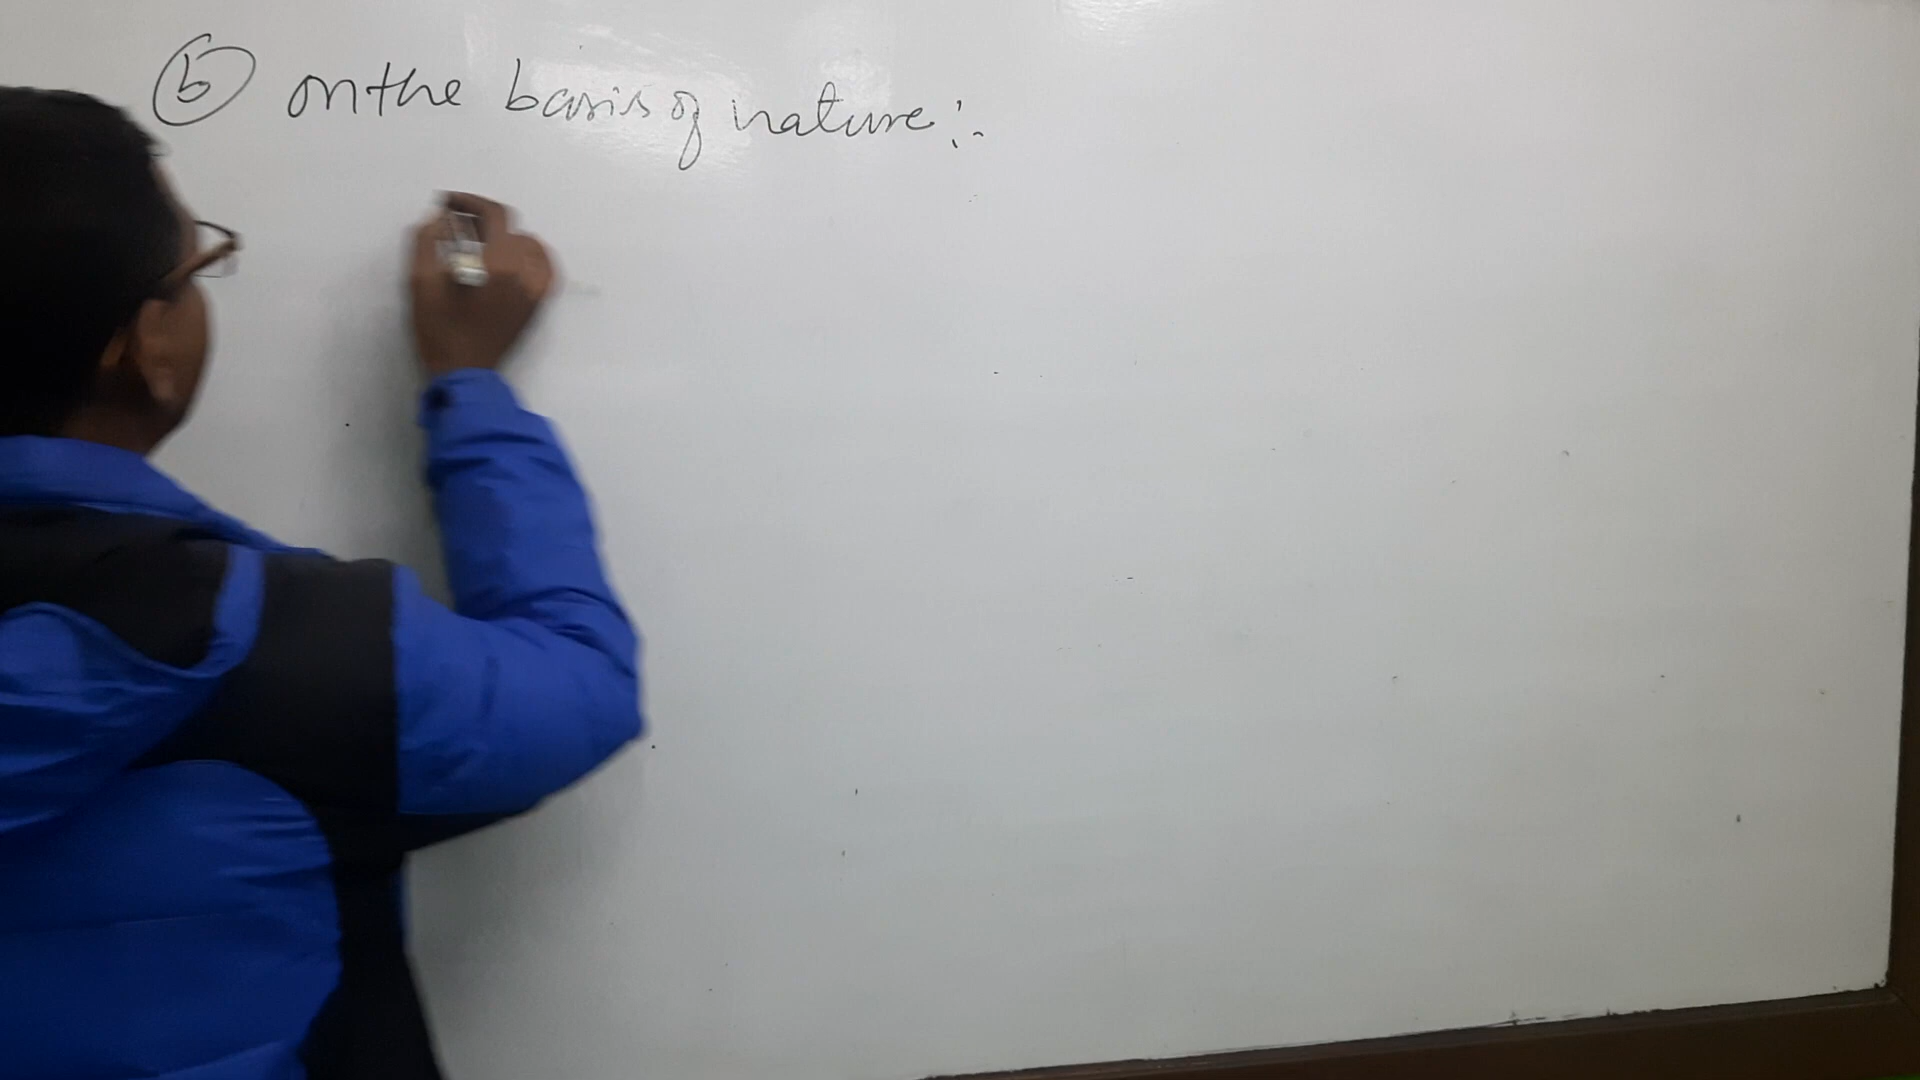 b on the basis of nature:-